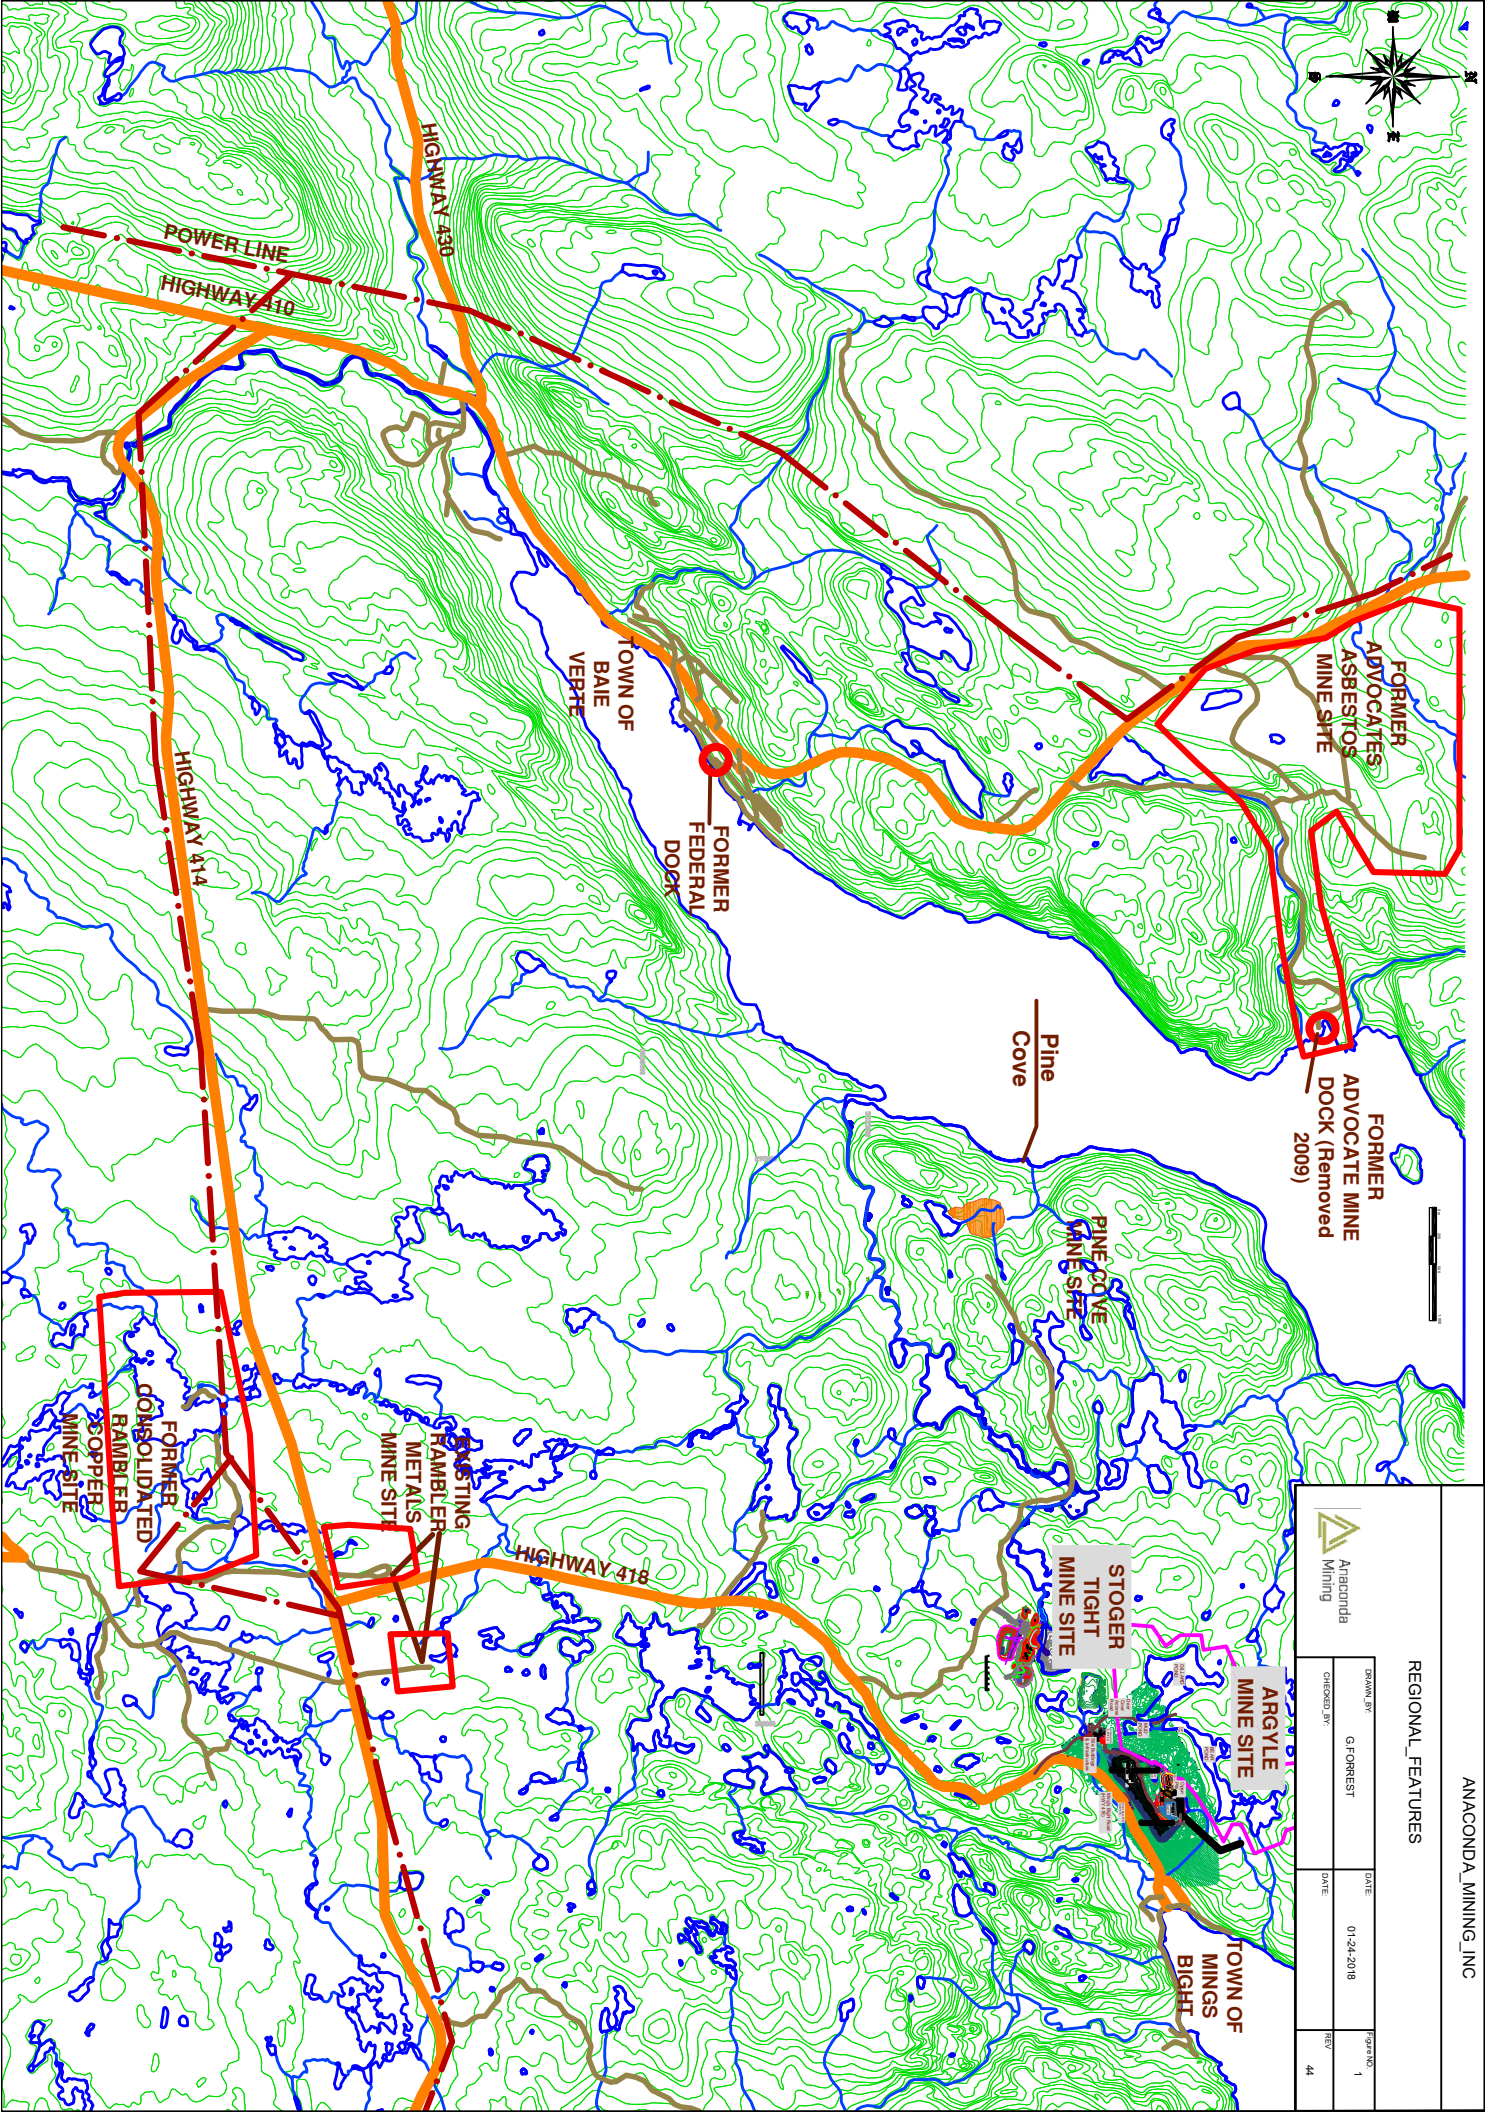 ANACONDA_MINING_INC
REGIONAL_FEATURES
Anaconda
Mining
DRAWN_BY:
G.FORREST
CHECKED_BY:
DATE:
01-24-2018
DATE:
Figure NO.
1
REV
44
FORMER
ADVOCATES
ASBESTOS
MINE SITE
FORMER
ADVOCATE MINE
DOCK (Removed
2009)
ARGYLE
MINE SITE
STOGER
TIGHT
MINE SITE
TOWN OF
MINGS
BIGHT
PINE COVE
MINE SITE
Pine
Cove
FORMER
FEDERAL
DOCK
TOWN OF
BAIE
VERTE
HIGHWAY 430
POWER LINE
HIGHWAY 410
HIGHWAY 414
HIGHWAY 418
EXISTING
RAMBLER
METALS
MINE SITE
FORMER
CONSOLIDATED
RAMBLER
COPPER
MINE SITE